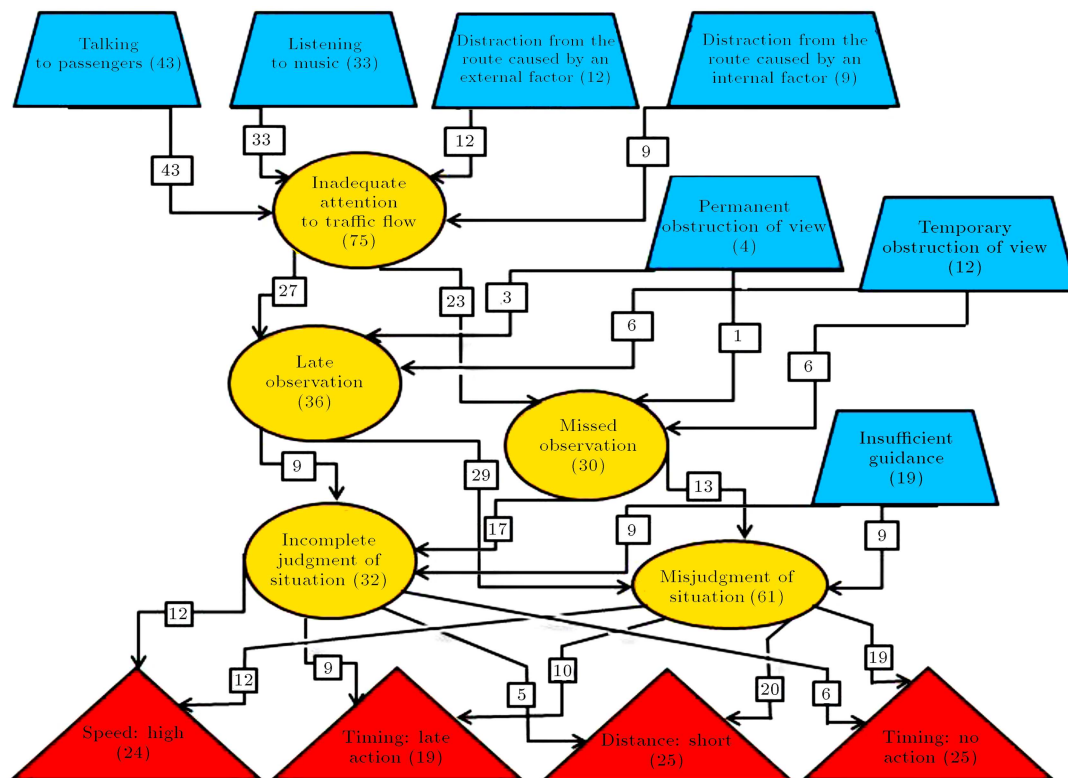 Talking
to passengers (43)
Listening
to music (33)
Distraction from the
route caused by an
external factor (12)
Distraction from the
route caused by an
internal factor (9)
33
12
9
43
Inadequate
attention
to traffic flow
(75)
Permanent
obstruction of view
(4)
Temporary
obstruction of view
(12)
27
23
3
6
1
6
Late
observation
(36)
Missed
observation
(30)
Insufficient
guidance
(19)
9
29
13
17
9
9
Incomplete
judgment of
situation (32)
Misjudgment of
situation (61)
12
12
9
5
10
20
6
19
Speed: high
(24)
Timing: late
action (19)
Distance: short
(25)
Timing: no
action (25)